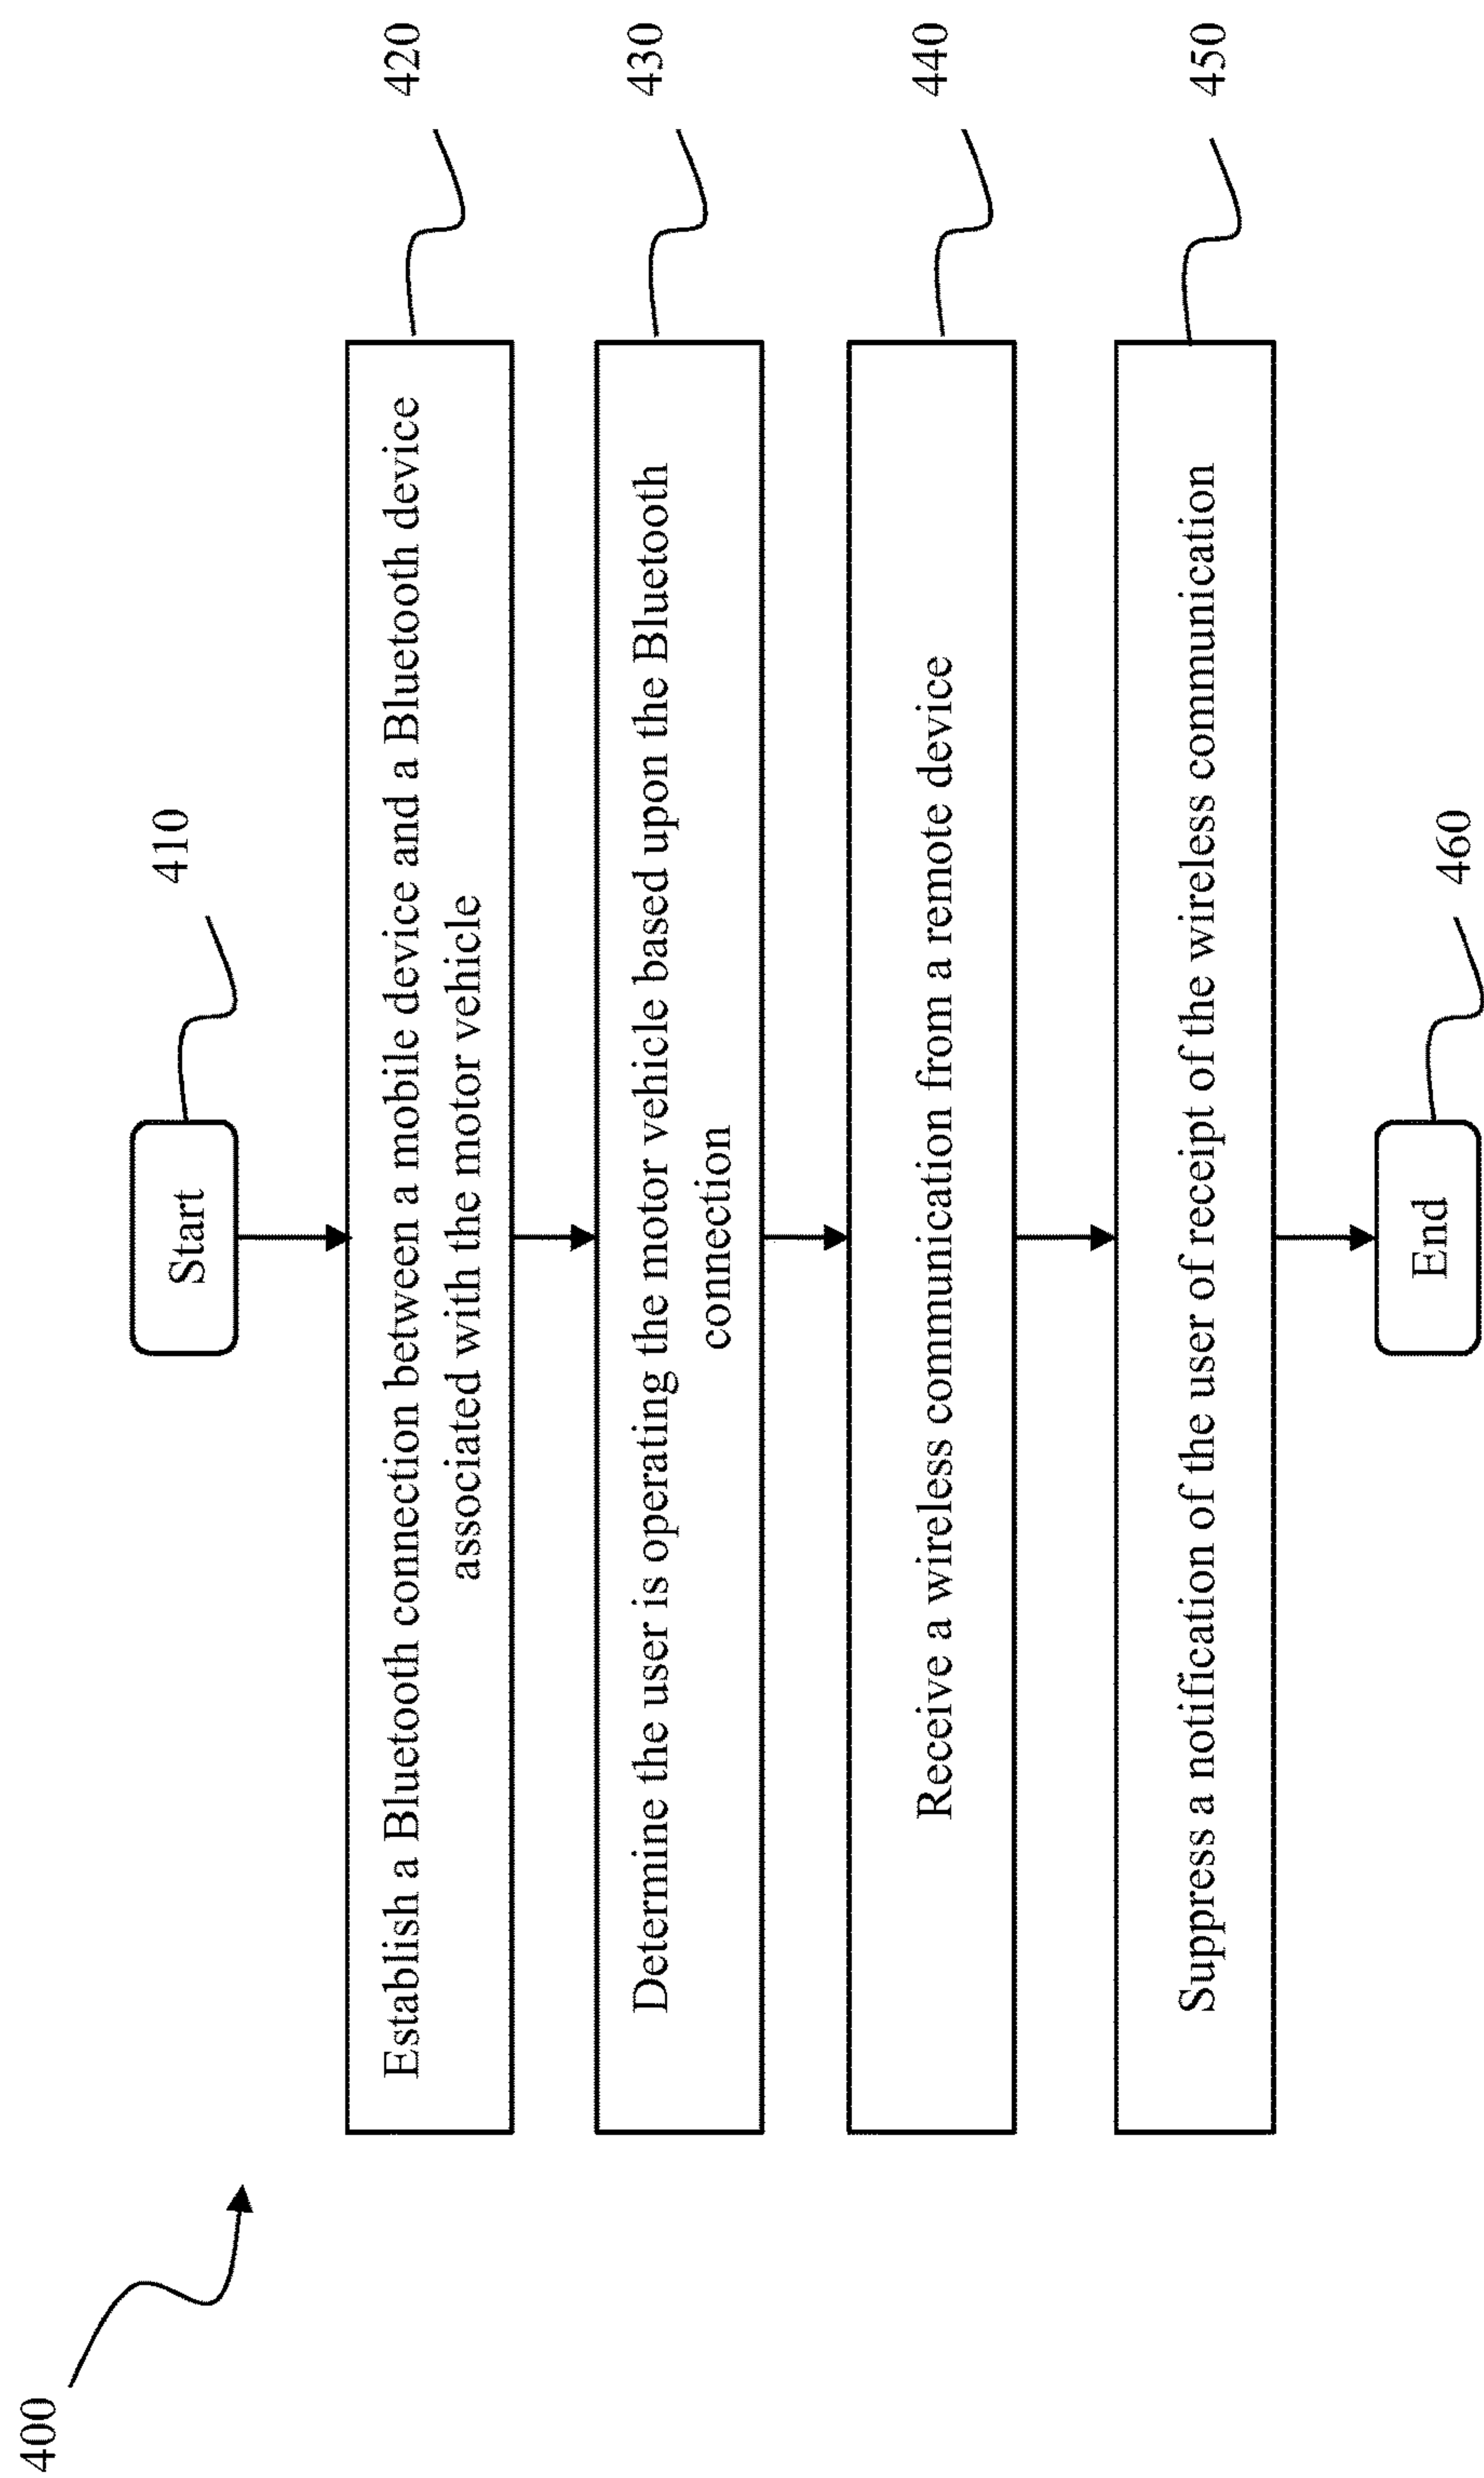 400
Start
410
Establish a Bluetooth connection between a mobile device and a Bluetooth device
associated with the motor vehicle
420
Determine the user is operating the motor vehicle based upon the Bluetooth
connection
430
Receive a wireless communication from a remote device
440
Suppress a notification of the user of receipt of the wireless communication
450
End
460